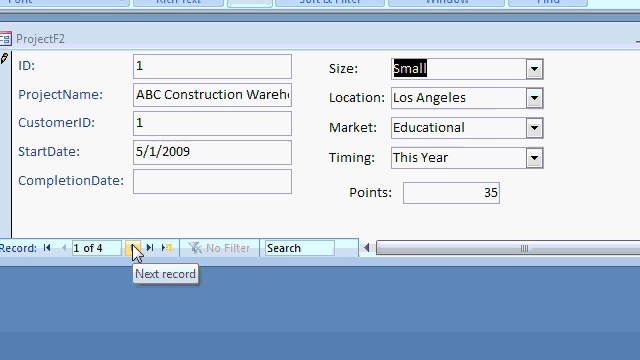 Font
Rich Text
Sort & Filter
Window
Find
ProjectF2
ID:
1
ProjectName:
ABC Construction Wareh
CustomerID:
1
StartDate:
5/1/2009
CompletionDate:
Size:
Small
Location:
Los Angeles
Market:
Educational
Timing:
This Year
Points:
35
Record:
1 of 4
No Filter
Search
Next record